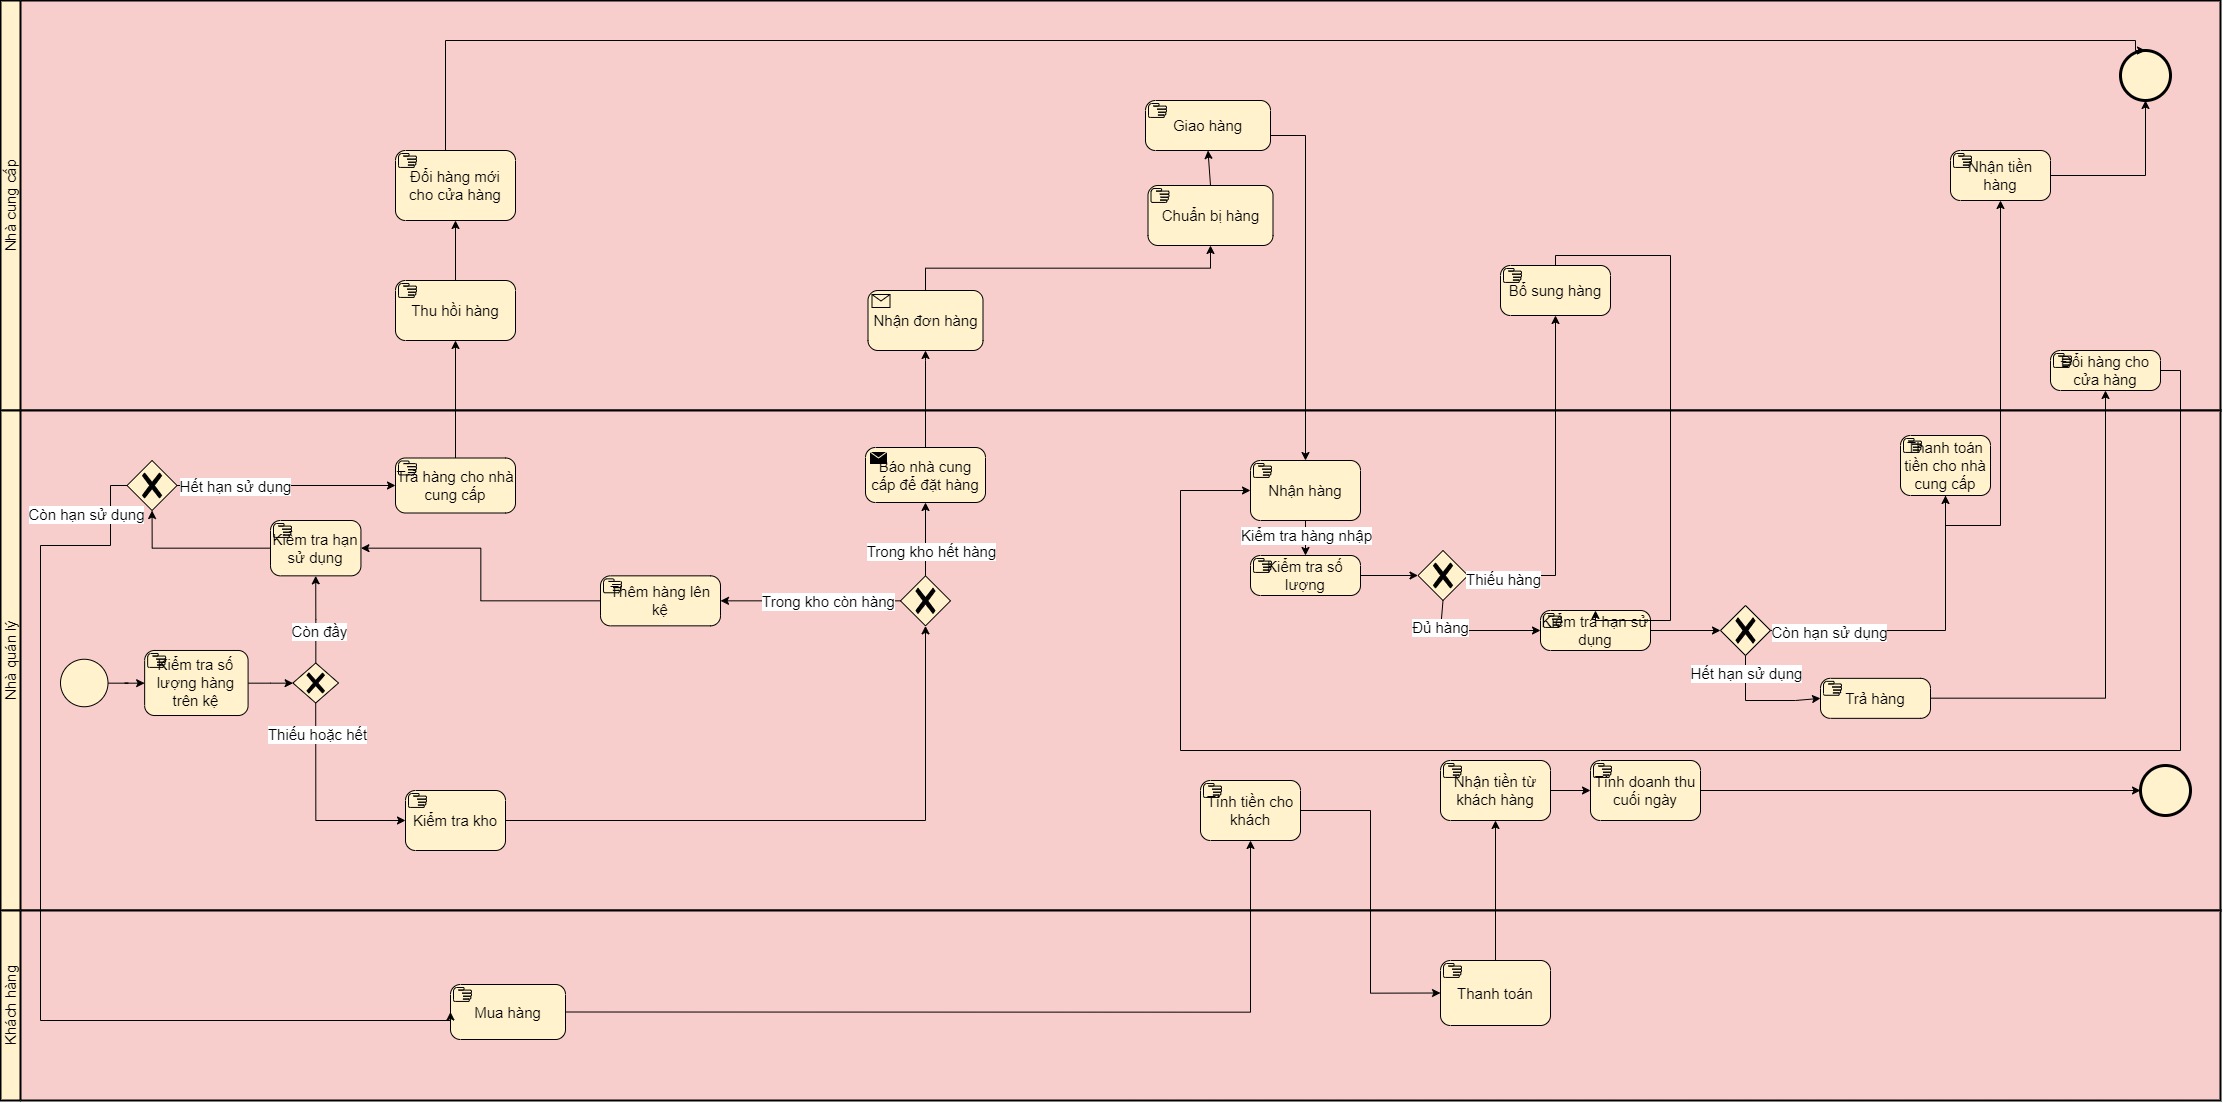 Nhà cung cấp
Đổi hàng mới
cho cửa hàng
Thu hồi hàng
Nhận đơn hàng
Giao hàng
Chuẩn bị hàng
Bổ sung hàng
Nhận tiền
hàng
Đổi hàng cho
cửa hàng
Nhà quản lý
Hết hạn sử dụng
Còn hạn sử dụng
Trả hàng cho nhà
cung cấp
Kiểm tra hạn
sử dụng
Còn đầy
Kiểm tra số
lượng hàng
trên kệ
Thiếu hoặc hết
Kiểm tra kho
Thêm hàng lên
kệ
Trong kho còn hàng
Trong kho hết hàng
Báo nhà cung
cấp để đặt hàng
Nhận hàng
Kiểm tra hàng nhập
Kiểm tra số
lượng
Thiếu hàng
Đủ hàng
Kiểm tra hạn sử
dụng
Còn hạn sử dụng
Hết hạn sử dụng
Thanh toán
tiền cho nhà
cung cấp
Trả hàng
Tính tiền cho
khách
Nhận tiền từ
khách hàng
Tính doanh thu
cuối ngày
Khách hàng
Mua hàng
Thanh toán